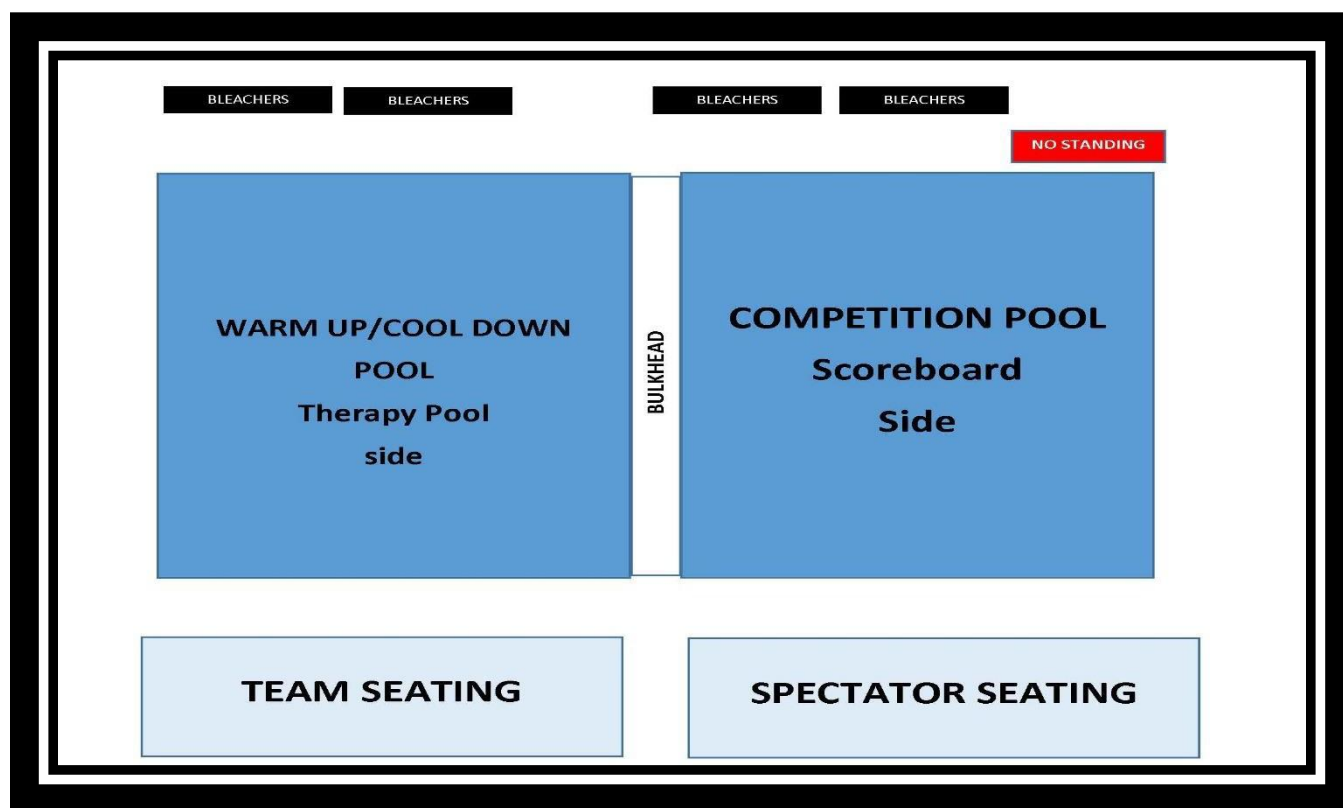 BLEACHERS
BLEACHERS
BLEACHERS
BLEACHERS
NO STANDING
WARM UP/COOL DOWN
POOL
Therapy Pool
side
BULKHEAD
COMPETITION POOL
Scoreboard
Side
TEAM SEATING
SPECTATOR SEATING